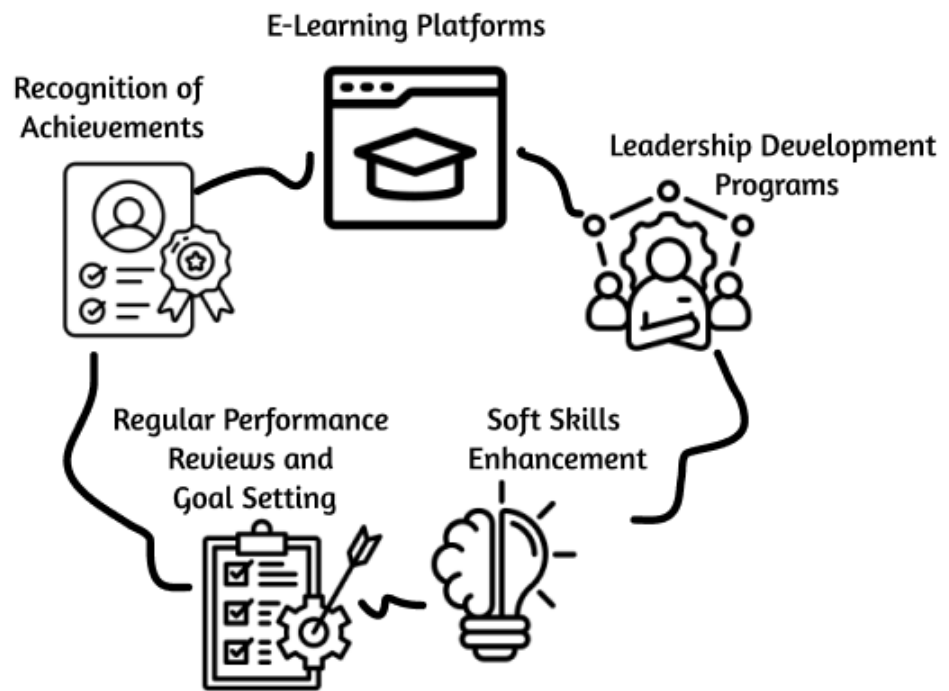 E-Learning Platforms
Recognition of
Achievements
Leadership Development
Programs
Regular Performance
Reviews and
Goal Setting
Soft Skills
Enhancement